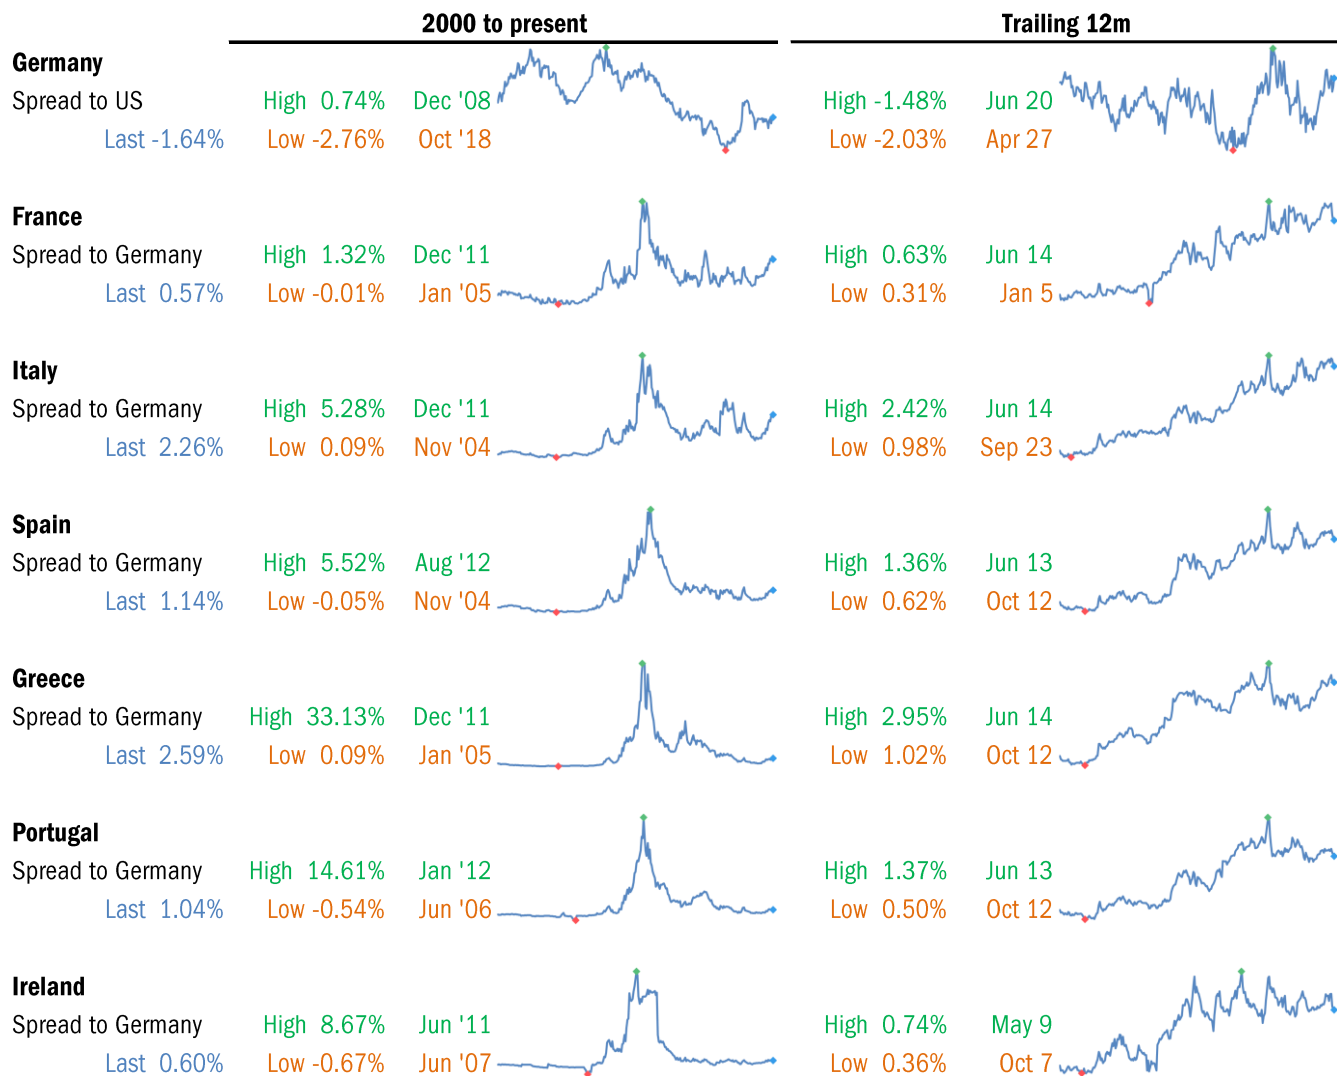 2000 to present Trailing 12m
Germany
Spread to US High 0.74% Dec '08 High -1.48% Jun 20
Last -1.64% Low -2.76% Oct '18 Low -2.03% Apr 27
France
Spread to Germany High 1.32% Dec '11 High 0.63% Jun 14
Last 0.57% Low -0.01% Jan '05 Low 0.31% Jan 5
Italy
Spread to Germany High 5.28% Dec '11 High 2.42% Jun 14
Last 2.26% Low 0.09% Nov '04 Low 0.98% Sep 23
Spain
Spread to Germany High 5.52% Aug '12 High 1.36% Jun 13
Last 1.14% Low -0.05% Nov '04 Low 0.62% Oct 12
Greece
Spread to Germany High 33.13% Dec '11 High 2.95% Jun 14
Last 2.59% Low 0.09% Jan '05 Low 1.02% Oct 12
Portugal
Spread to Germany High 14.61% Jan '12 High 1.37% Jun 13
Last 1.04% Low -0.54% Jun '06 Low 0.50% Oct 12
Ireland
Spread to Germany High 8.67% Jun '11 High 0.74% May 9
Last 0.60% Low -0.67% Jun '07 Low 0.36% Oct 7